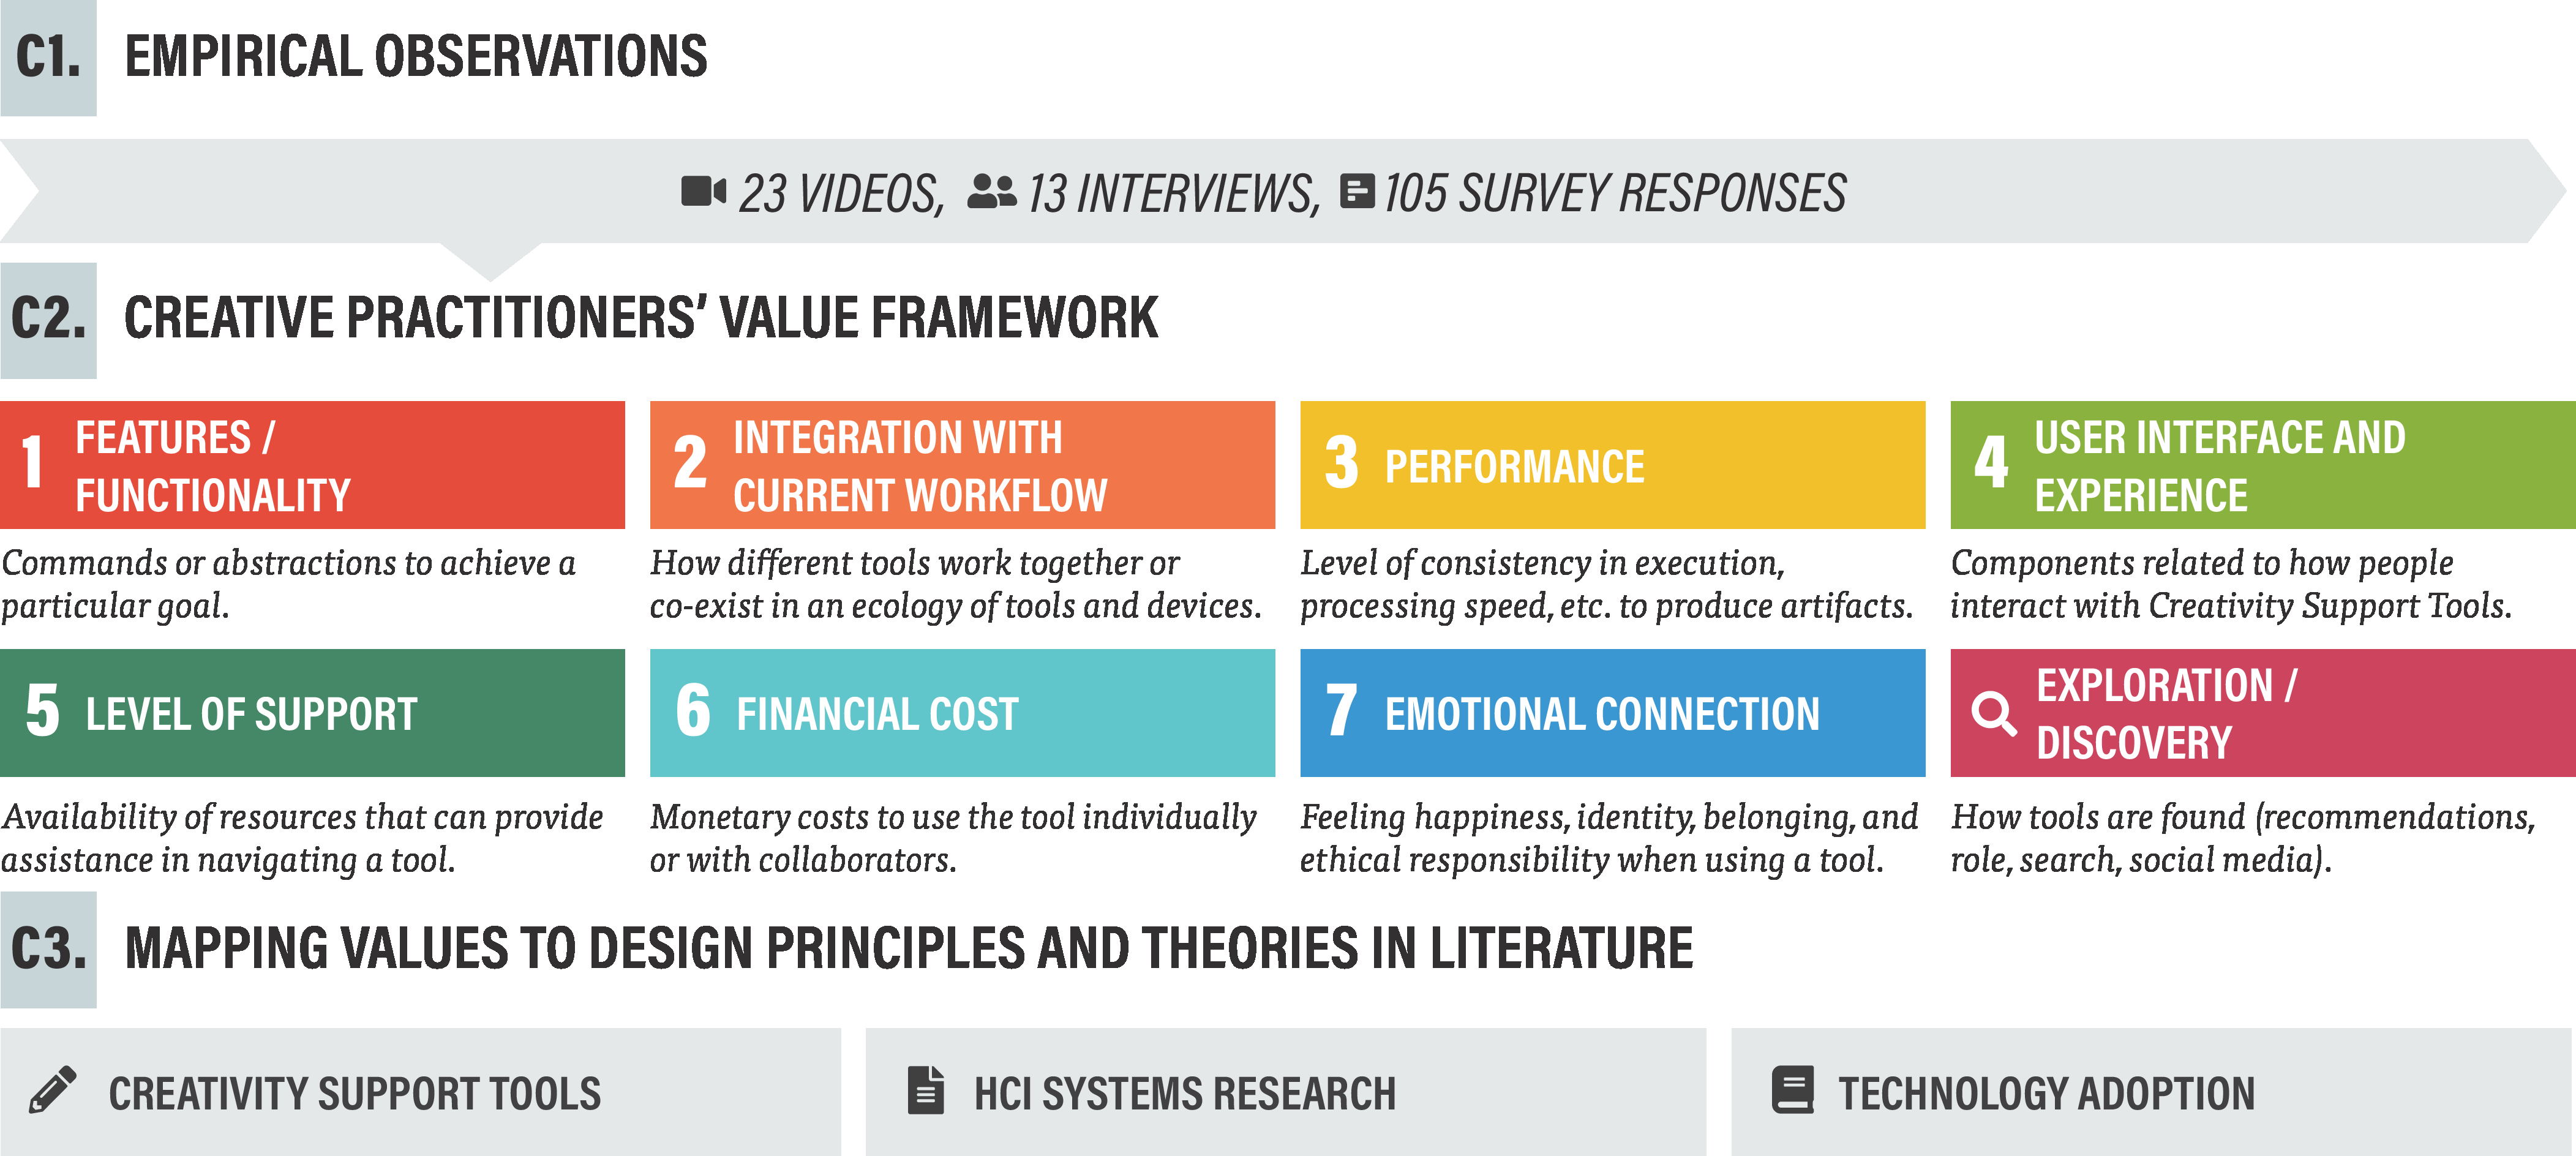 C1. EMPIRICAL OBSERVATIONS
23 VIDEOS, 13 INTERVIEWS, 105 SURVEY RESPONSES
C2. CREATIVE PRACTITIONERS’ VALUE FRAMEWORK
1 FEATURES /
FUNCTIONALITY
Commands or abstractions to achieve a
particular goal.
2 INTEGRATION WITH
CURRENT WORKFLOW
How different tools work together or
co-exist in an ecology of tools and devices.
3 PERFORMANCE
Level of consistency in execution,
processing speed, etc. to produce artifacts.
4 USER INTERFACE AND
EXPERIENCE
Components related to how people
interact with Creativity Support Tools.
5 LEVEL OF SUPPORT
Availability of resources that can provide
assistance in navigating a tool.
6 FINANCIAL COST
Monetary costs to use the tool individually
or with collaborators.
7 EMOTIONAL CONNECTION
Feeling happiness, identity, belonging, and
ethical responsibility when using a tool.
EXPLORATION /
DISCOVERY
How tools are found (recommendations,
role, search, social media).
C3. MAPPING VALUES TO DESIGN PRINCIPLES AND THEORIES IN LITERATURE
CREATIVITY SUPPORT TOOLS
HCI SYSTEMS RESEARCH
TECHNOLOGY ADOPTION